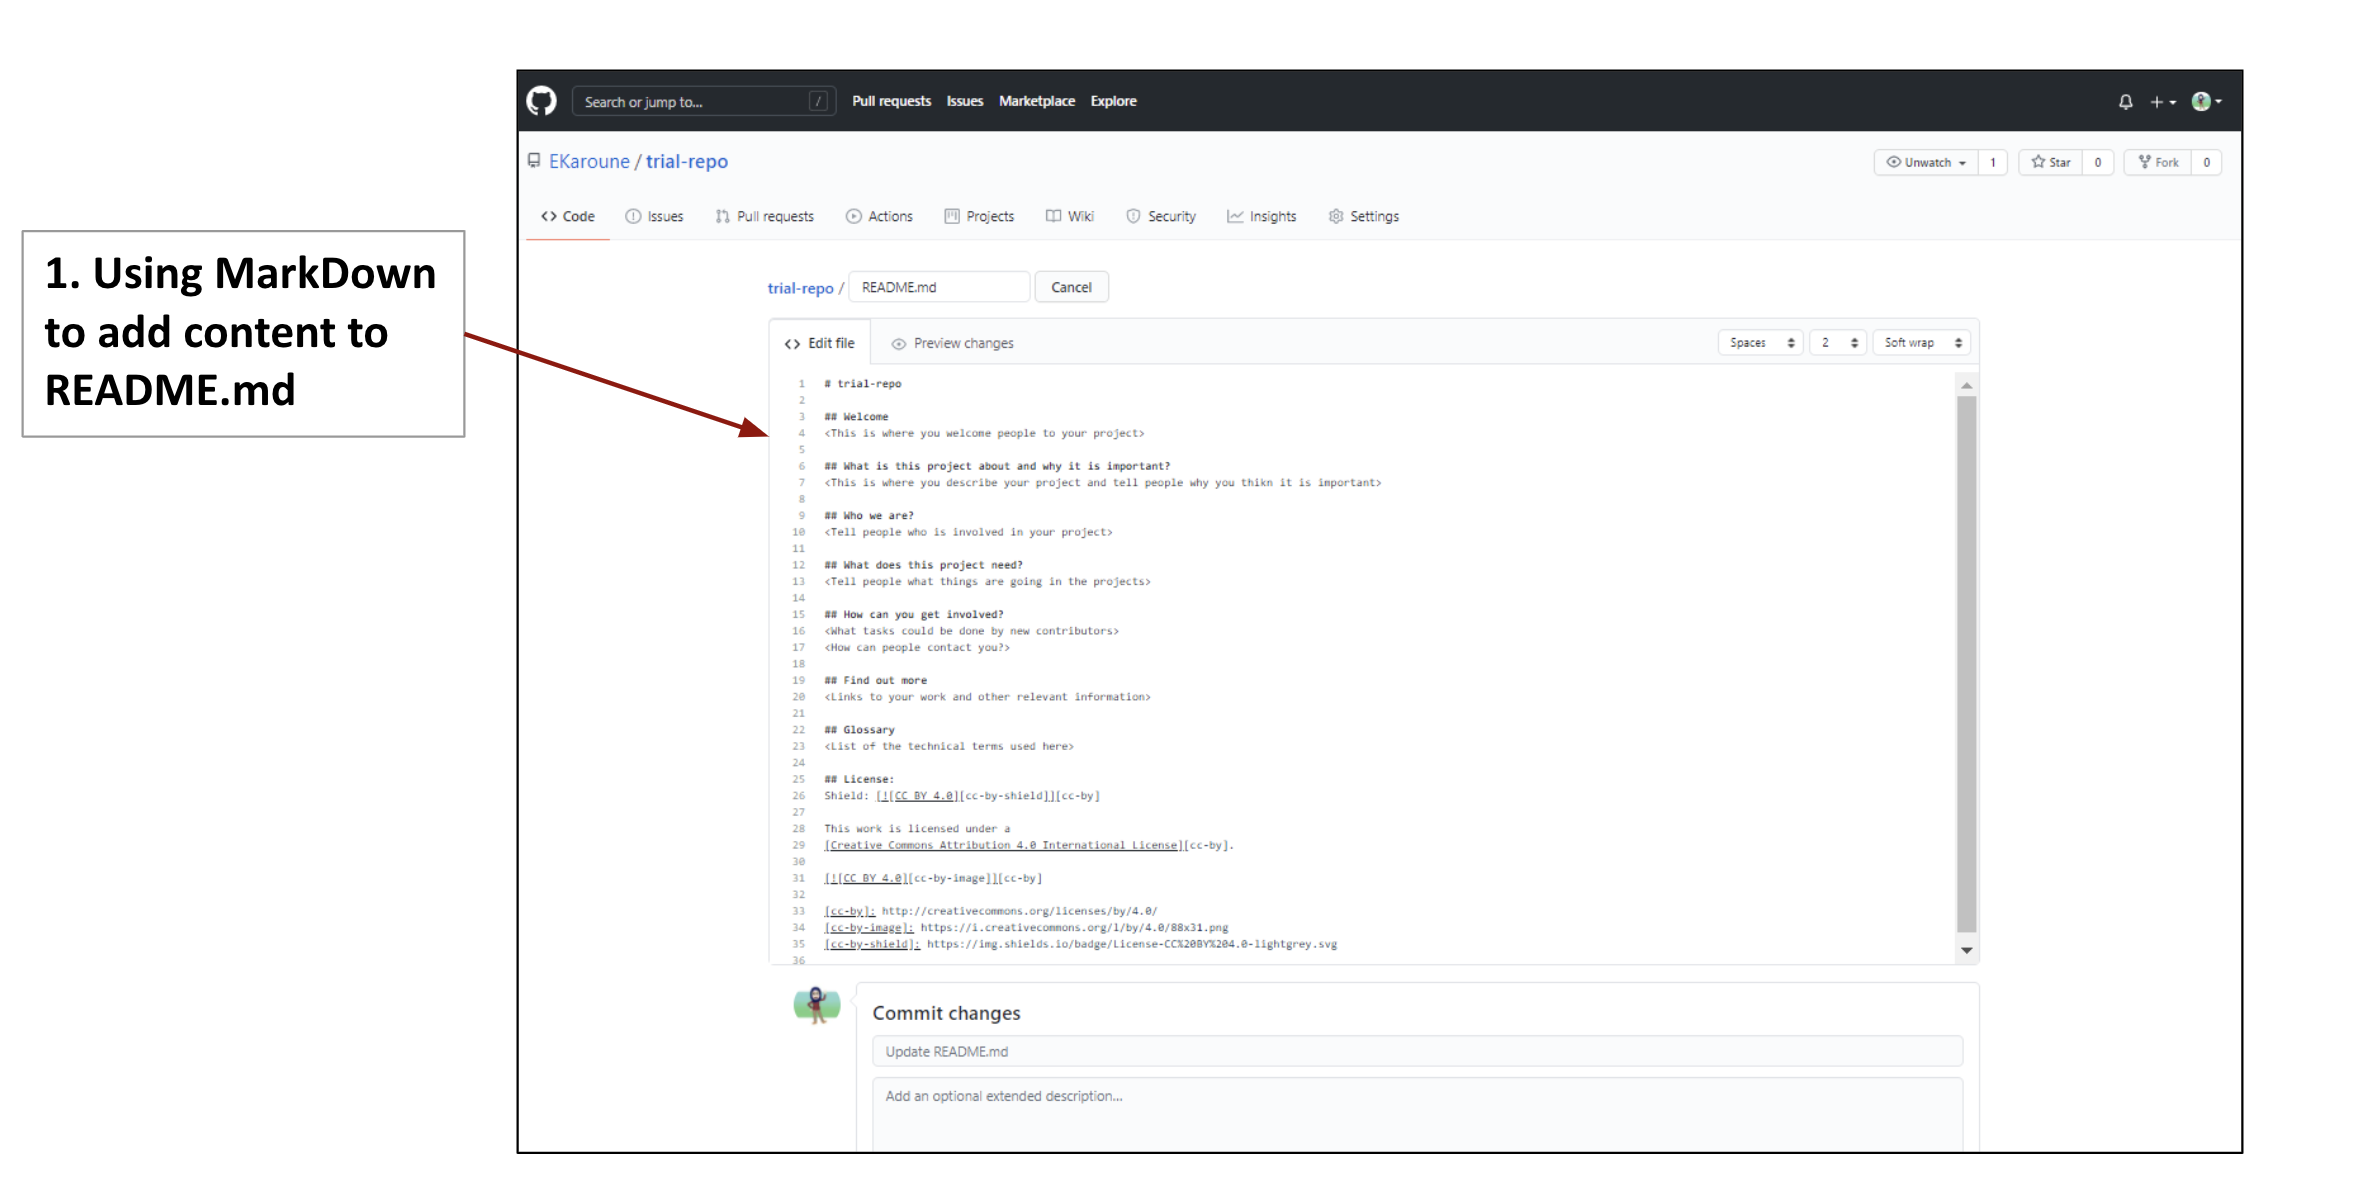 Search or jump to... /
Pull requests Issues Marketplace Explore
EKaroune / trial-repo
Unwatch 1 Star 0 Fork 0
Code Issues Pull requests Actions Projects Wiki Security Insights Settings
1. Using MarkDown
to add content to
README.md
trial-repo / README.md Cancel
Edit file Preview changes Spaces 2 Soft wrap
1 # trial-repo
2
3 ## Welcome
4 <This is where you welcome people to your project>
5
6 ## What is this project about and why it is important?
7 <This is where you describe your project and tell people why you thikn it is important>
8
9 ## Who we are?
10 <Tell people who is involved in your project>
11
12 ## What does this project need?
13 <Tell people what things are going in the projects>
14
15 ## How can you get involved?
16 <What tasks could be done by new contributors>
17 <How can people contact you?>
18
19 ## Find out more
20 <Links to your work and other relevant information>
21
22 ## Glossary
23 <List of the technical terms used here>
24
25 ## License:
26 Shield: [![CC BY 4.0][cc-by-shield]][cc-by]
27
28 This work is licensed under a
29 [Creative Commons Attribution 4.0 International License][cc-by].
30
31 [![CC BY 4.0][cc-by-image]][cc-by]
32
33 [cc-by]: http://creativecommons.org/licenses/by/4.0/
34 [cc-by-image]: https://i.creativecommons.org/l/by/4.0/88x31.png
35 [cc-by-shield]: https://img.shields.io/badge/License-CC%20BY%204.0-lightgrey.svg
36
Commit changes
Update README.md
Add an optional extended description...